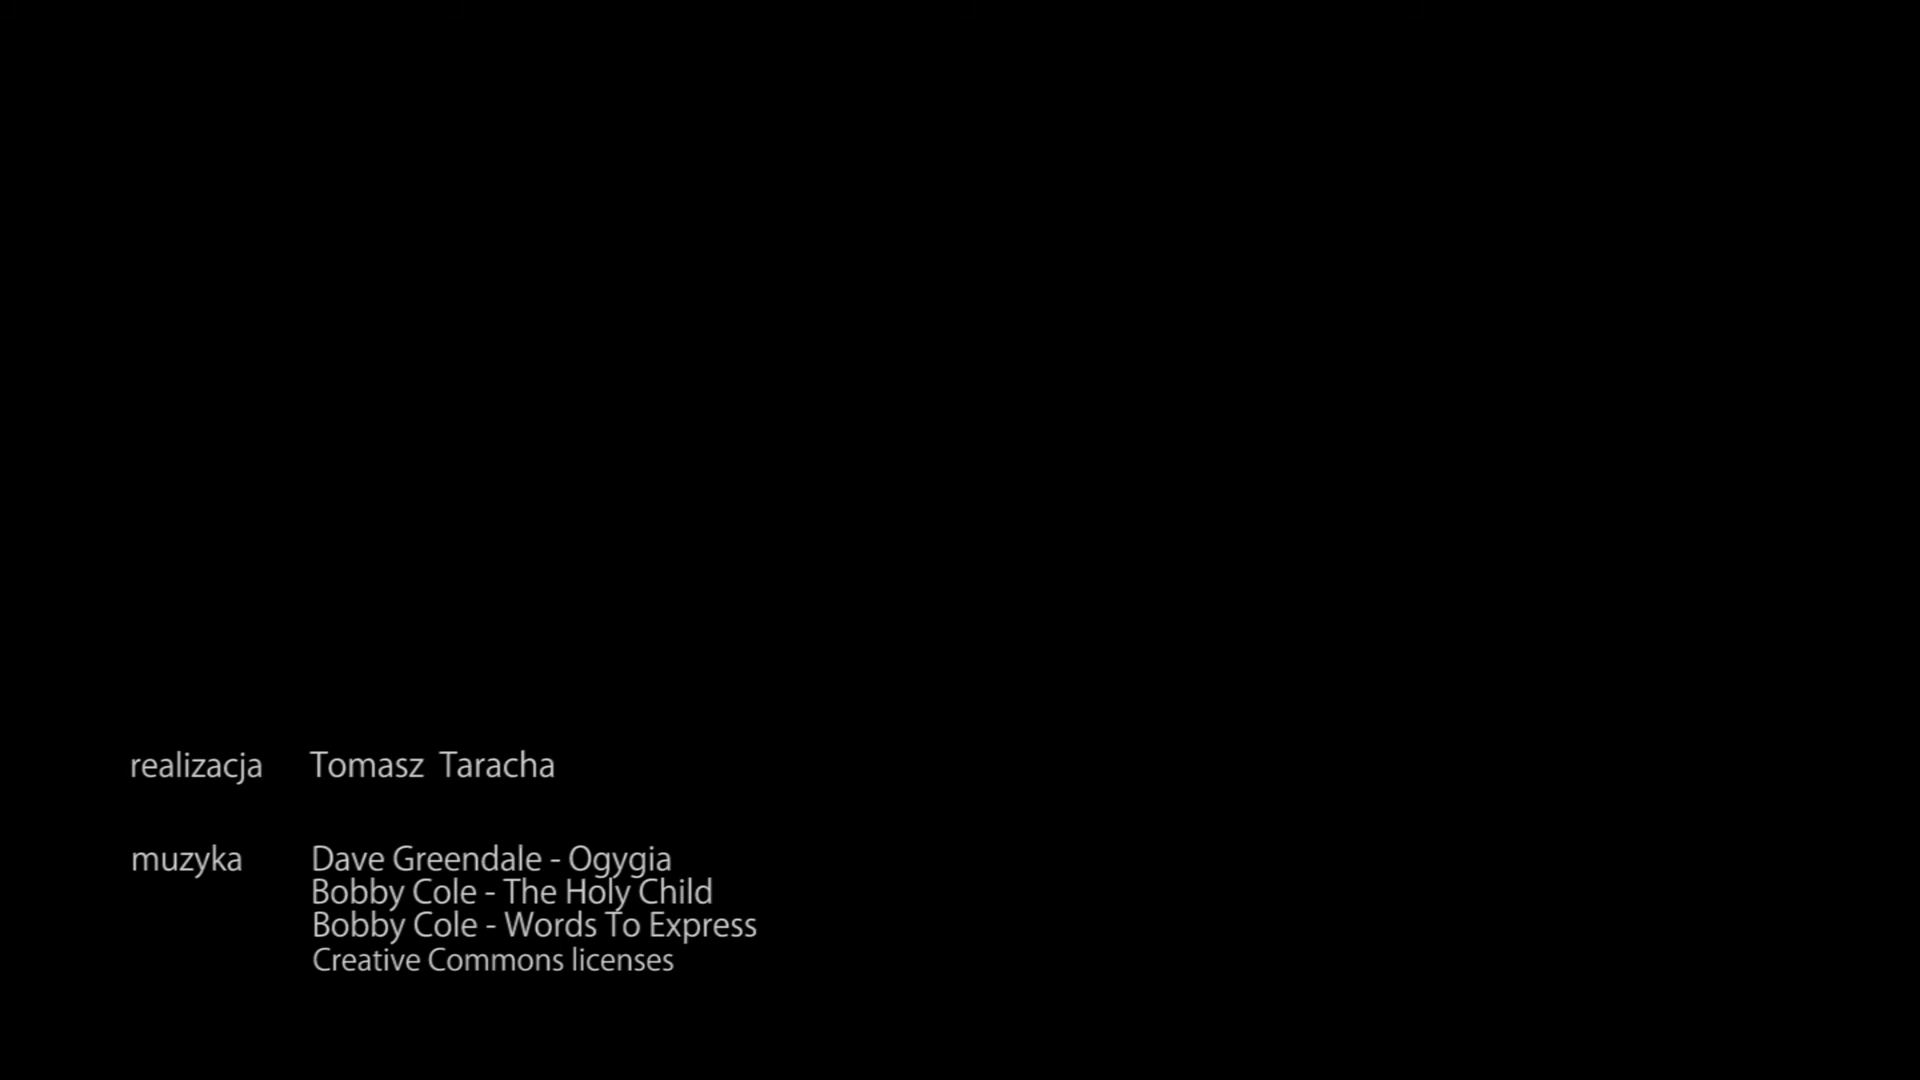 realizacja Tomasz Taracha
muzyka Dave Greendale - Ogygia
Bobby Cole - The Holy Child
Bobby Cole - Words To Express
Creative Commons licenses